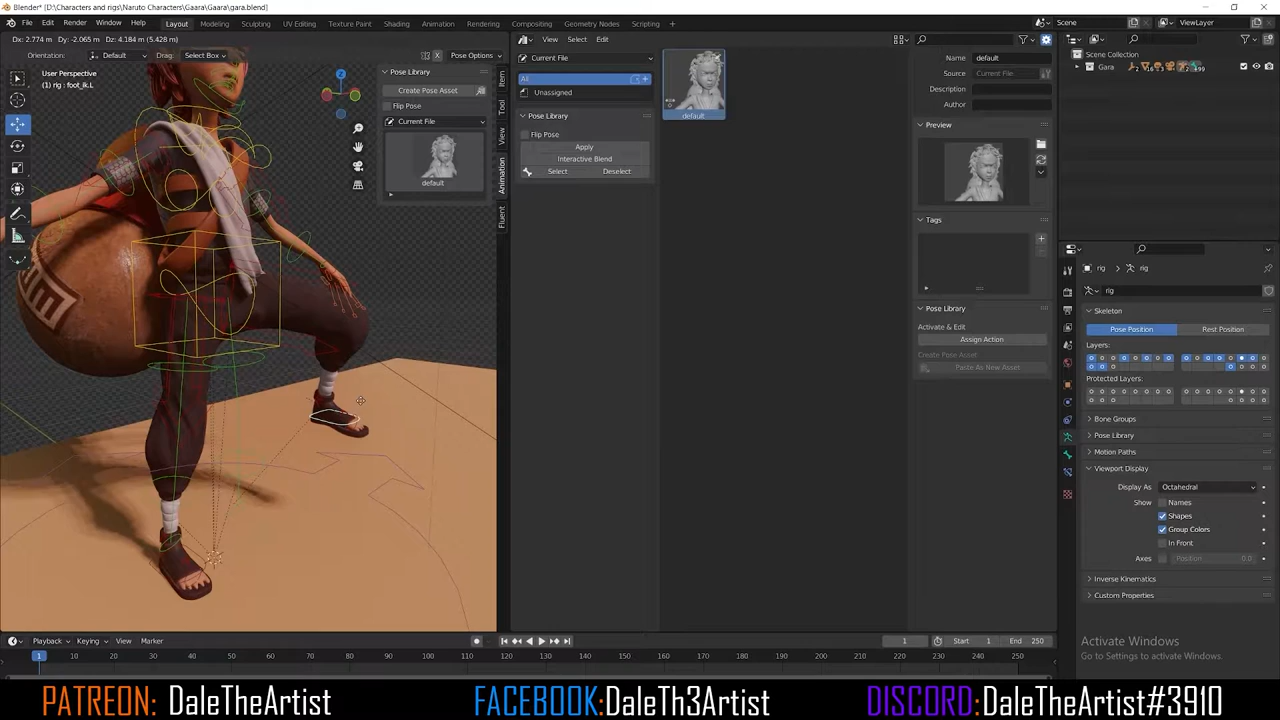 Blender* [D:\Characters and rigs\Naruto Characters\Gaara\Gaara\gara.blend]
File Edit Render Window Help Layout Modeling Sculpting UV Editing Texture Paint Shading Animation Rendering Compositing Geometry Nodes Scripting Scene ViewLayer
Dx: 2.774 m Dy: -2.065 m Dz: 4.184 m (5.428 m)
View Select Edit
Orientation: Default Drag: Select Box Pose Options
User Perspective
(1) rig : foot_ik.L
Pose Library
Create Pose Asset
Flip Pose
Current File
default
Item
Tool
View
Animation
Fluent
Current File
All
Unassigned
Pose Library
Flip Pose
Apply
Interactive Blend
Select Deselect
default
Name default
Source Current File
Description
Author
Preview
Tags
Pose Library
Activate & Edit
Assign Action
Create Pose Asset
Paste As New Asset
Scene Collection
Gaara
rig rig
rig
Skeleton
Pose Position Rest Position
Layers:
Protected Layers:
Bone Groups
Pose Library
Motion Paths
Viewport Display
Display As Octahedral
Show Names
Shapes
Group Colors
In Front
Axes Position 0.0
Inverse Kinematics
Custom Properties
Activate Windows
Go to Settings to activate Windows.
Playback Keying View Marker 1 Start 1 End 250
1 10 20 30 40 50 60 70 80 90 100 110 120 130 140 150 160 170 180 190 200 210 220 230 240 250
PATREON: DaleTheArtist FACEBOOK:DaleTh3Artist DISCORD:DaleTheArtist#3910